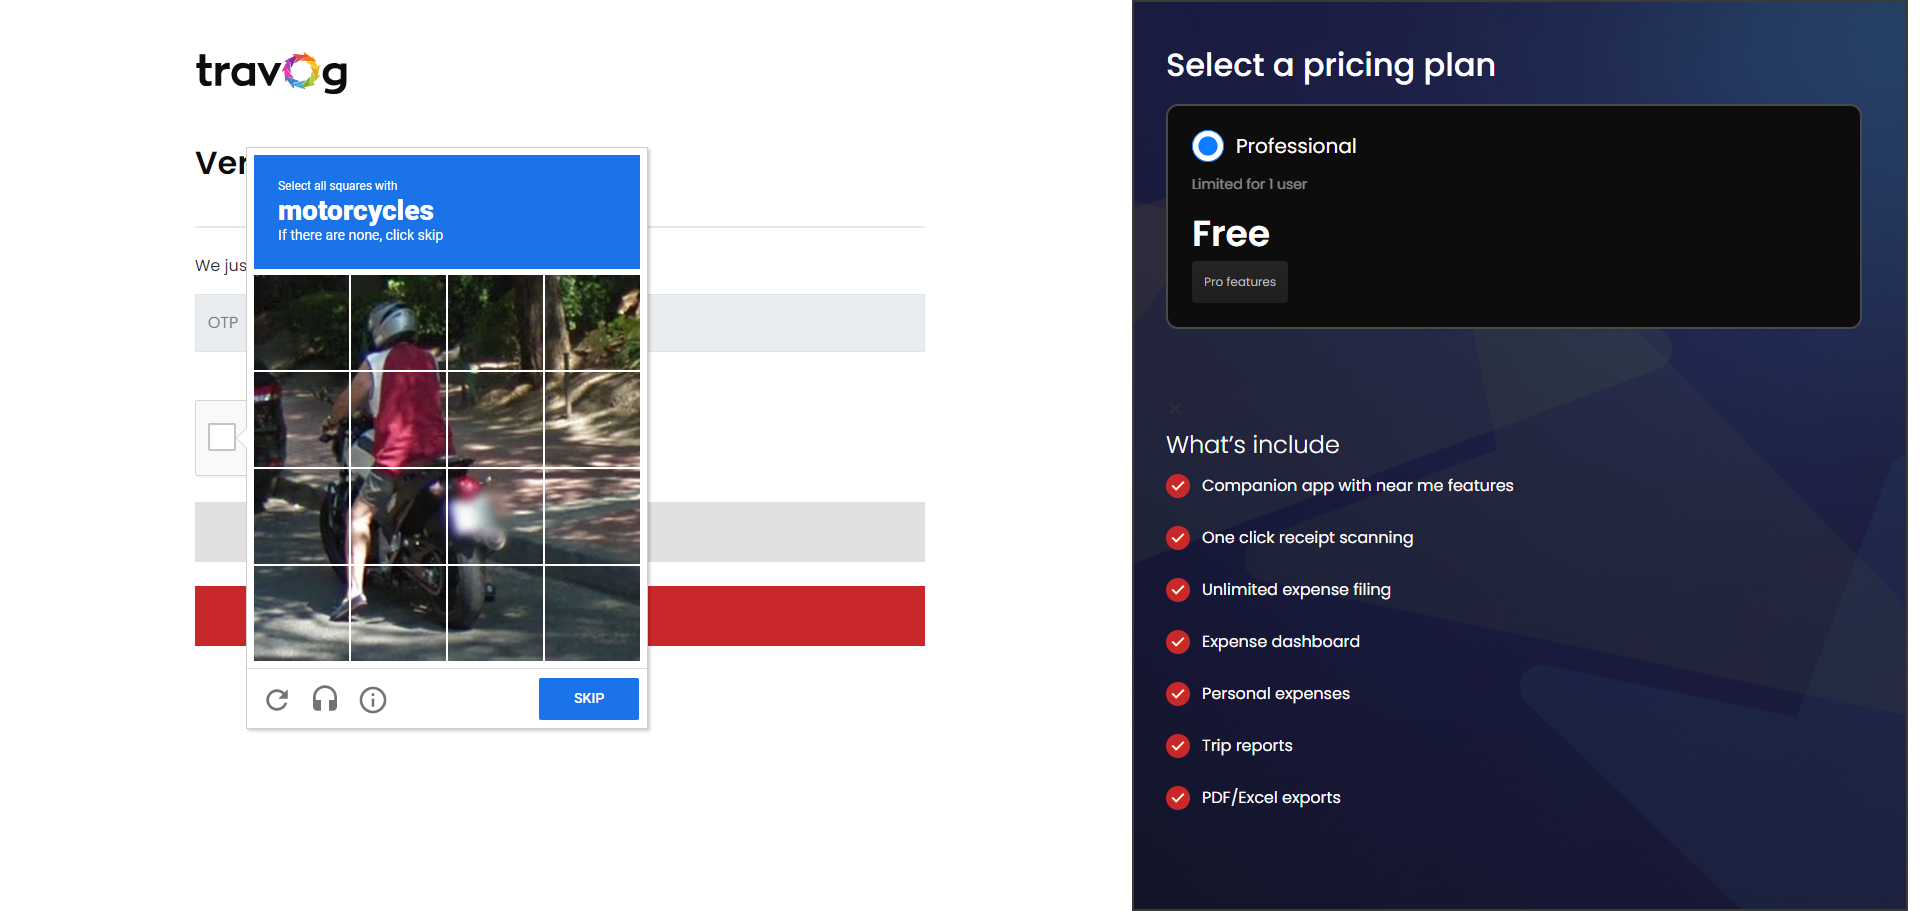 travog
Ver
Select all squares with
motorcycles
If there are none, click skip
We jus
OTP
SKIP
Select a pricing plan
Professional
Limited for 1 user
Free
Pro features
What's include
Companion app with near me features
One click receipt scanning
Unlimited expense filing
Expense dashboard
Personal expenses
Trip reports
PDF/Excel exports